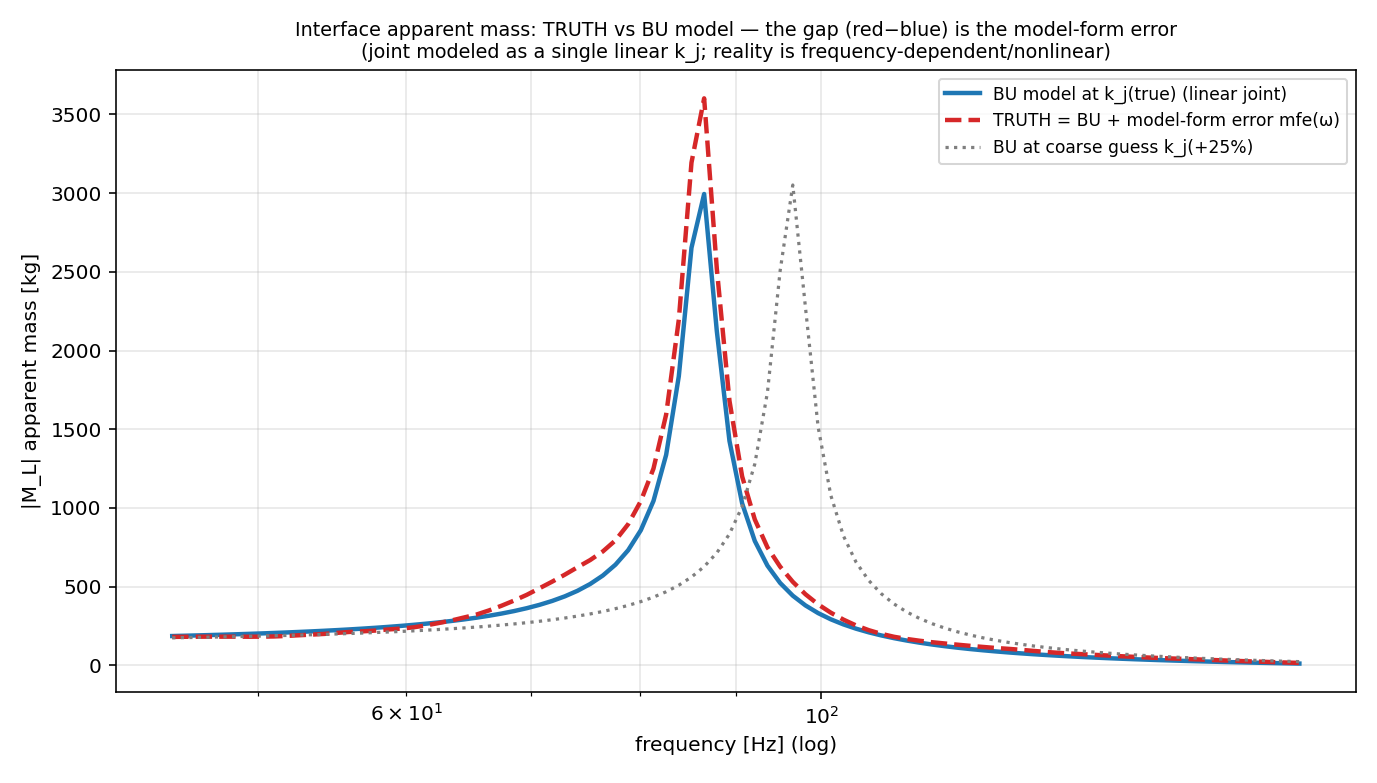 Interface apparent mass: TRUTH vs BU model — the gap (red−blue) is the model-form error
(joint modeled as a single linear k_j; reality is frequency-dependent/nonlinear)
BU model at k_j(true) (linear joint)
TRUTH = BU + model-form error mfe(ω)
BU at coarse guess k_j(+25%)
|M_L| apparent mass [kg]
3500
3000
2500
2000
1500
1000
500
0
6 × 10¹
10²
frequency [Hz] (log)